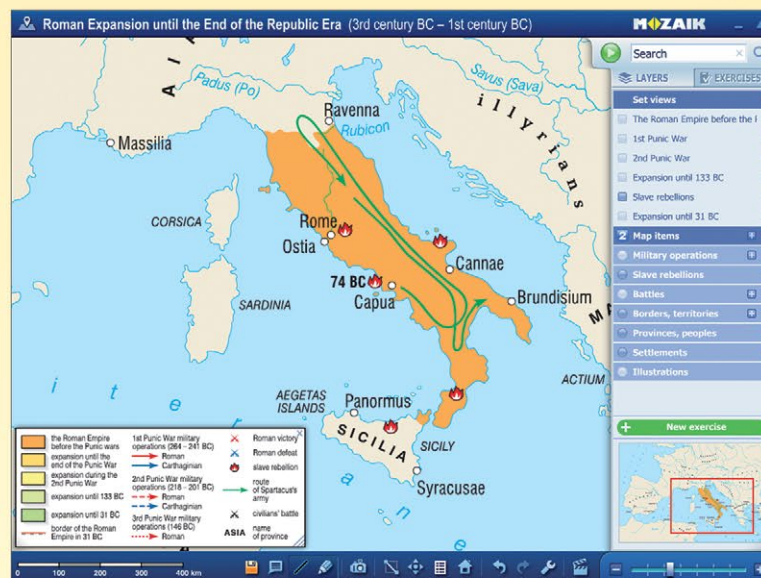 Roman Expansion until the End of the Republic Era (3rd century BC – 1st century BC)
MOZAIK
Search
LAYERS
EXERCISES
Set views
The Roman Empire before the
1st Punic War
2nd Punic War
Expansion until 133 BC
Slave rebellions
Expansion until 31 BC
Map items
Military operations
Slave rebellions
Battles
Borders, territories
Provinces, peoples
Settlements
Illustrations
New exercise
Padus (Po)
Savus (Sava)
illyrians
Ravenna
Rubicon
Massilia
CORSICA
Rome
Ostia
74 BC
Capua
Cannae
Brundisium
SARDINIA
ACTIUM
AEGETAS
ISLANDS
Panormus
SICILIA
SICILY
Syracusae
the Roman Empire
before the Punic wars
expansion until the
end of the Punic War
expansion during the
2nd Punic War
expansion until 133 BC
expansion until 31 BC
border of the Roman
Empire in 31 BC
1st Punic War military
operations (264 – 241 BC)
Roman
Carthaginian
2nd Punic War military
operations (218 – 201 BC)
Roman
Carthaginian
3rd Punic War military
operations (146 BC)
Roman
Roman victory
Roman defeat
slave rebellion
route
of Spartacus's
army
civilians' battle
ASIA
name
of province
0 100 200 300 400 km